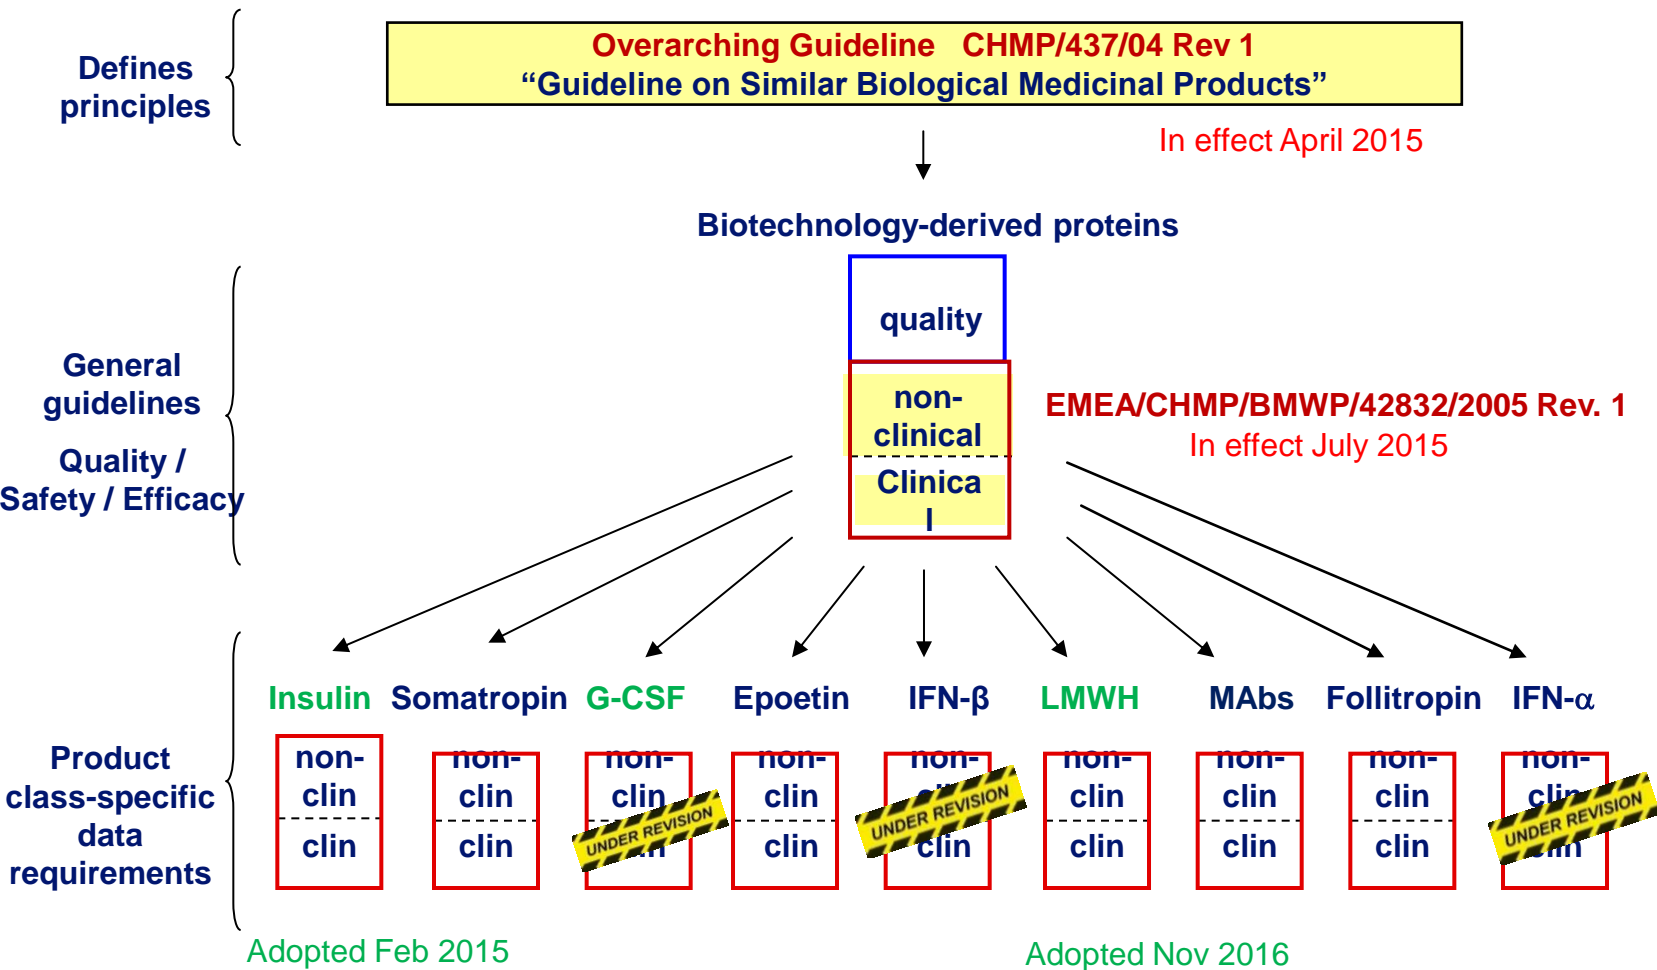 Overarching Guideline CHMP/437/04 Rev 1
“Guideline on Similar Biological Medicinal Products”
Defines
principles
In effect April 2015
Biotechnology-derived proteins
quality
General
guidelines
Quality /
Safety / Efficacy
non-
clinical
Clinica
l
EMEA/CHMP/BMWP/42832/2005 Rev. 1
In effect July 2015
Insulin Somatropin G-CSF Epoetin IFN-β LMWH MAbs Follitropin IFN-α
Product
class-specific
data
requirements
non-
clin
clin
non-
clin
clin
non-
clin
clin
UNDER REVISION
non-
clin
clin
non-
clin
clin
UNDER REVISION
non-
clin
clin
non-
clin
clin
non-
clin
clin
non-
clin
clin
UNDER REVISION
Adopted Feb 2015
Adopted Nov 2016